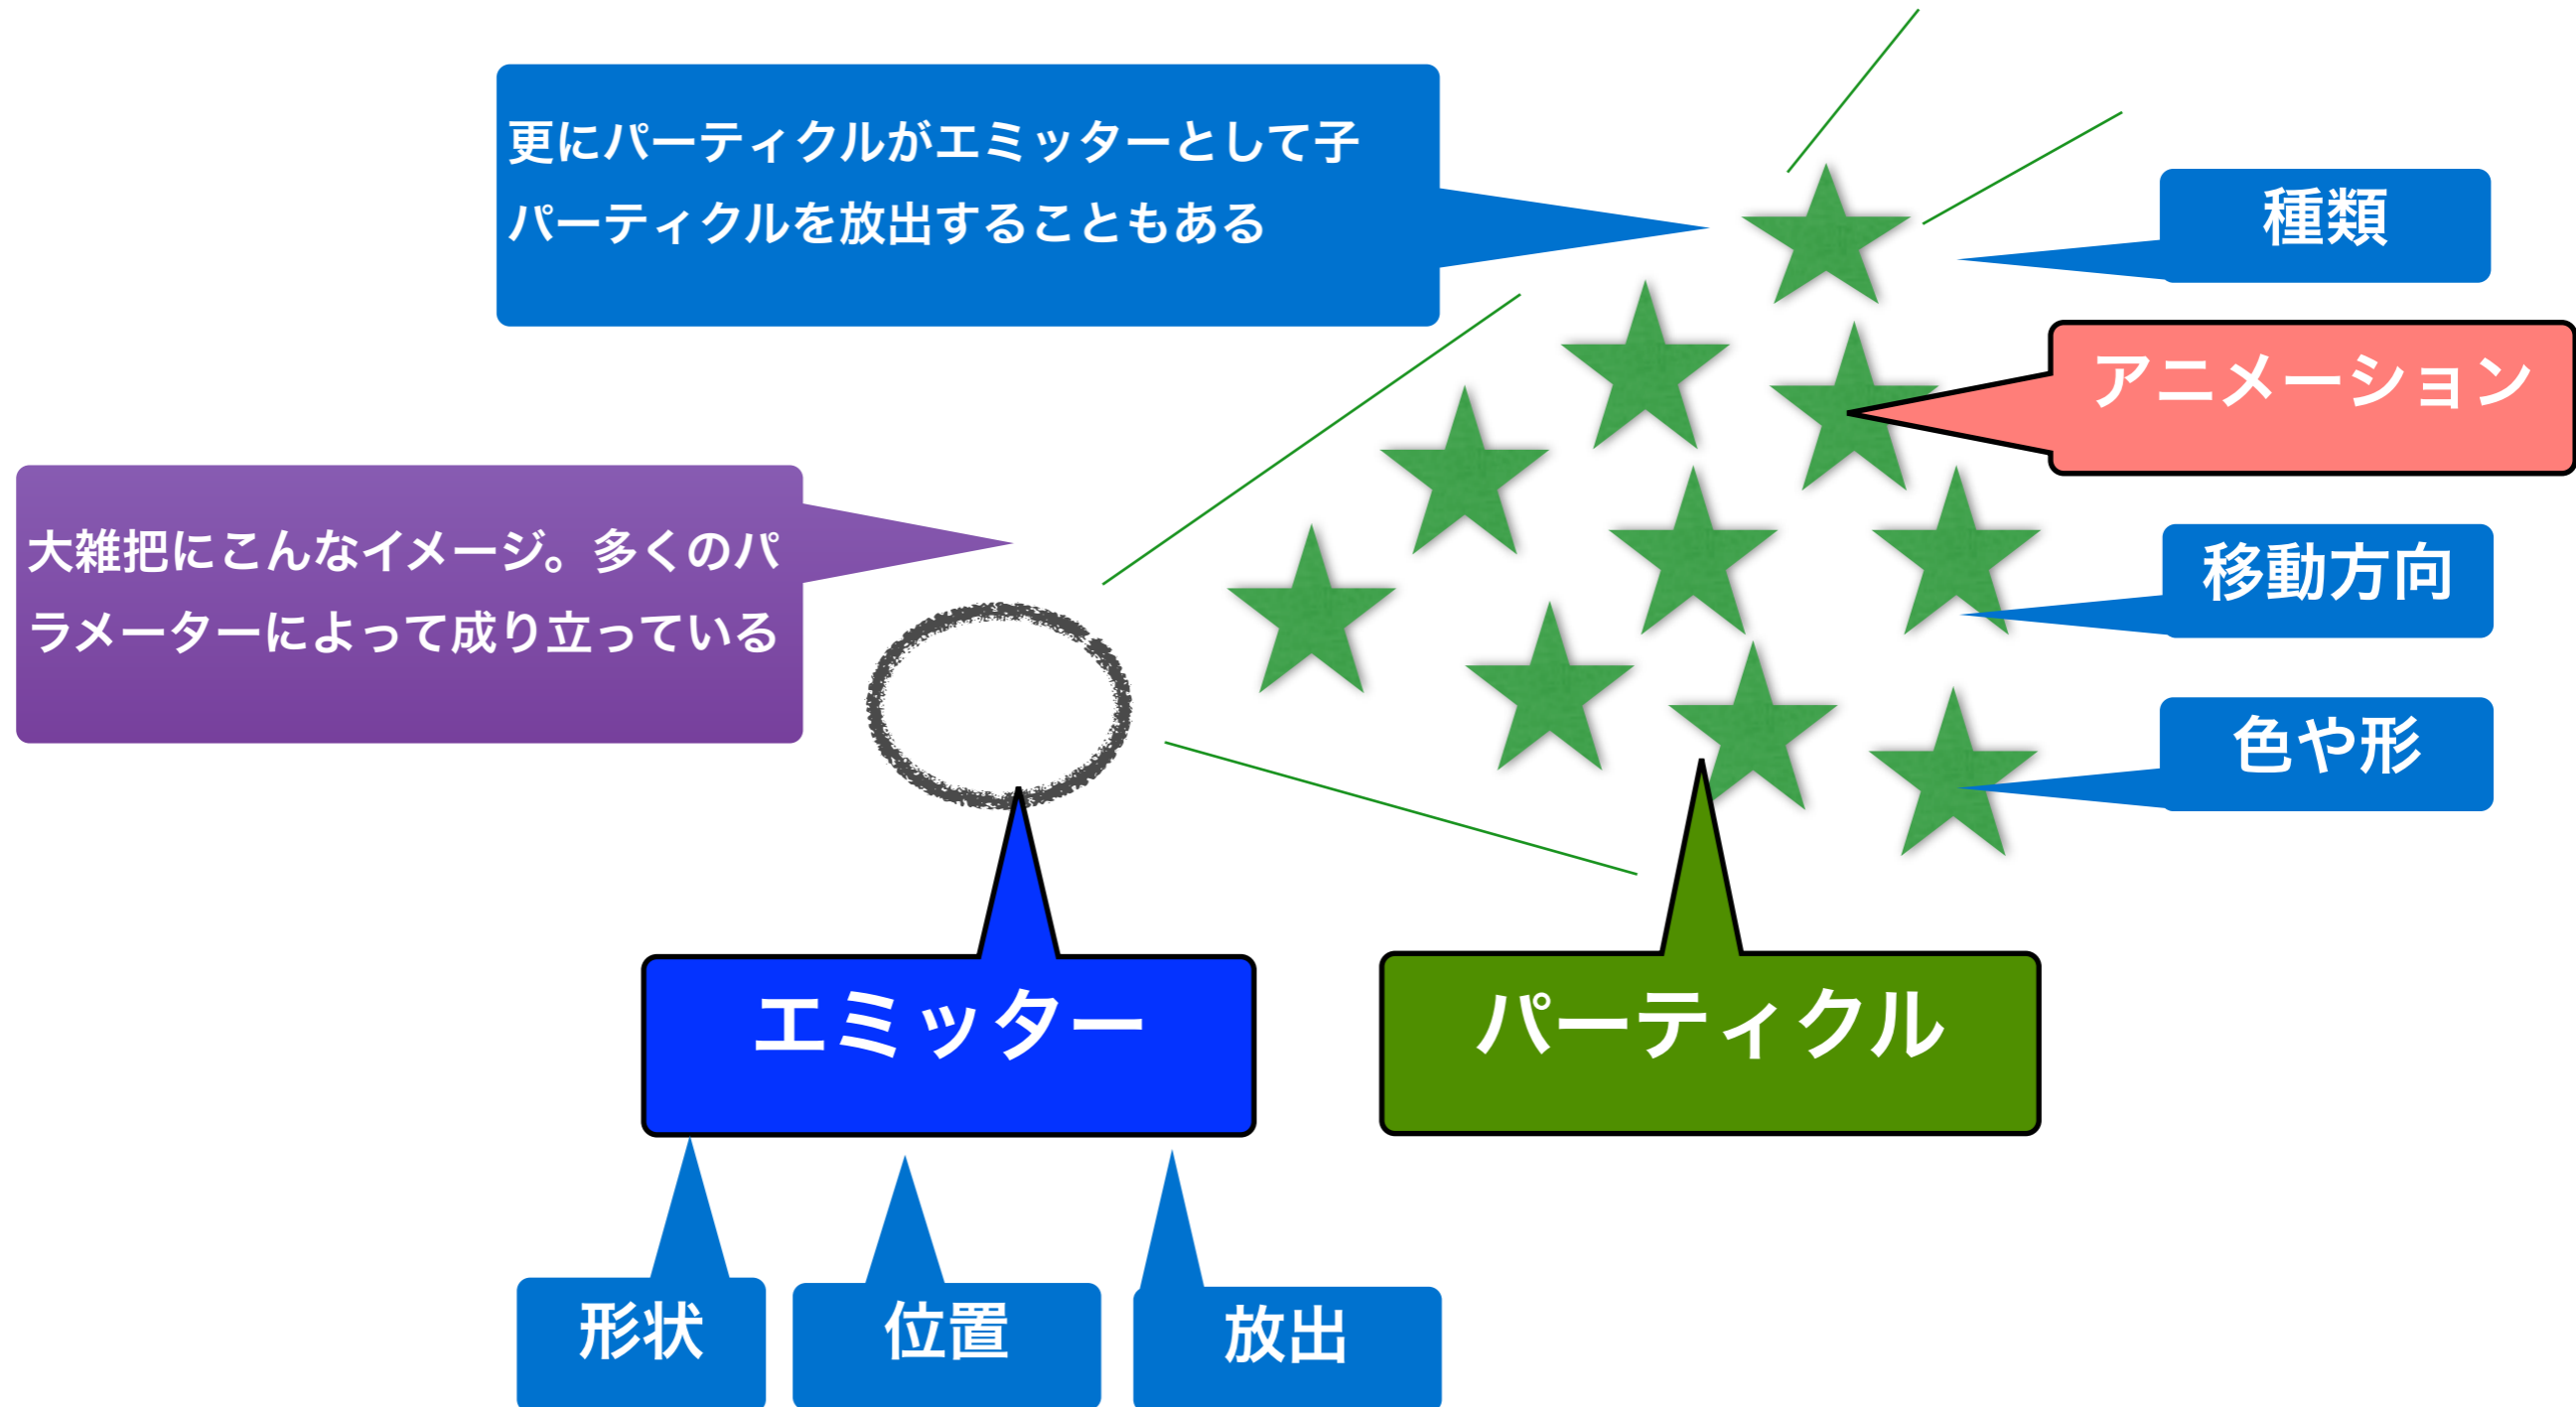 更にパーティクルがエミッターとして子
パーティクルを放出することもある
種類
アニメーション
大雑把にこんなイメージ。多くのパ
ラメーターによって成り立っている
移動方向
色や形
エミッター
パーティクル
形状
位置
放出